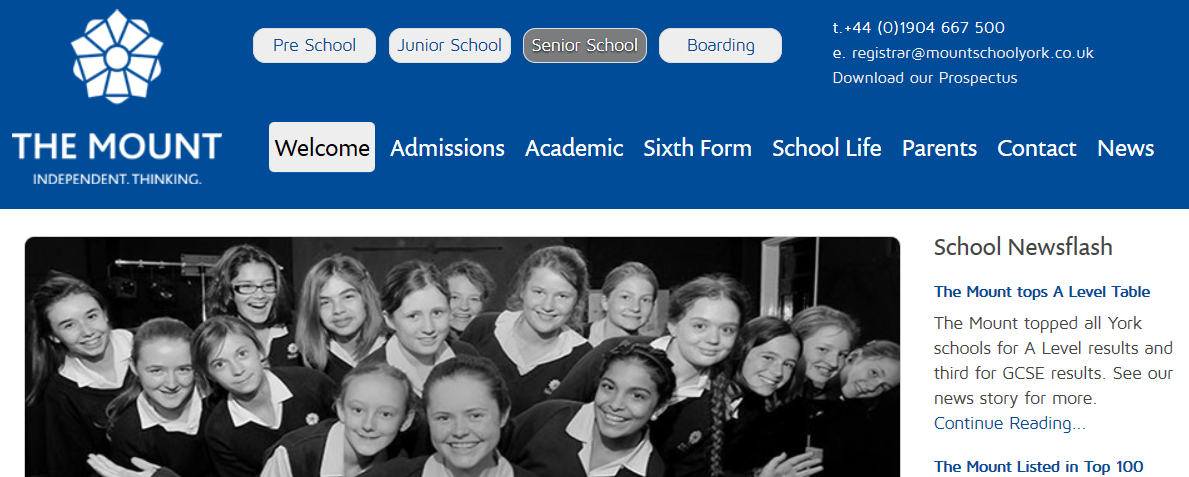 THE MOUNT
INDEPENDENT. THINKING.
Pre School
Junior School
Senior School
Boarding
t.+44 (0)1904 667 500
e. registrar@mountschoolyork.co.uk
Download our Prospectus
Welcome
Admissions
Academic
Sixth Form
School Life
Parents
Contact
News
School Newsflash
The Mount tops A Level Table
The Mount topped all York
schools for A Level results and
third for GCSE results. See our
news story for more.
Continue Reading...
The Mount Listed in Top 100